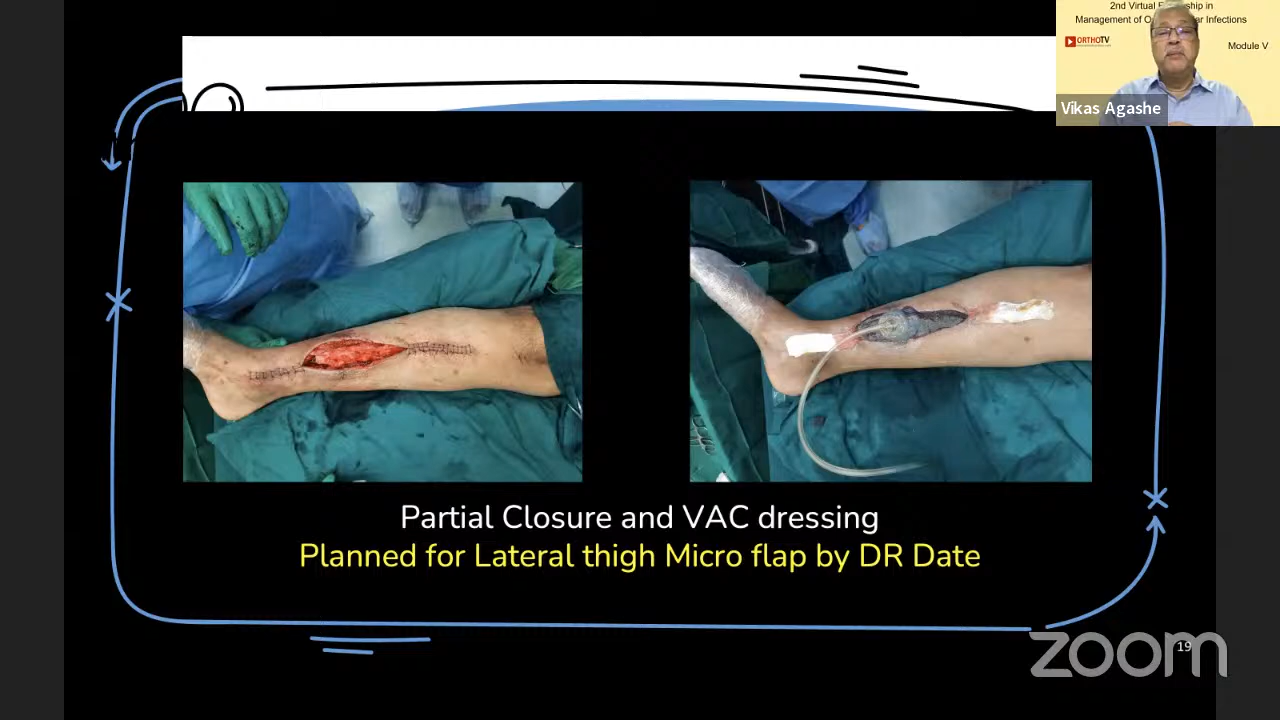 2nd Virtual
Management of
Infections
ORTHOTV
Module V
Vikas Agashe
Partial Closure and VAC dressing
Planned for Lateral thigh Micro flap by DR Date
19
zoom